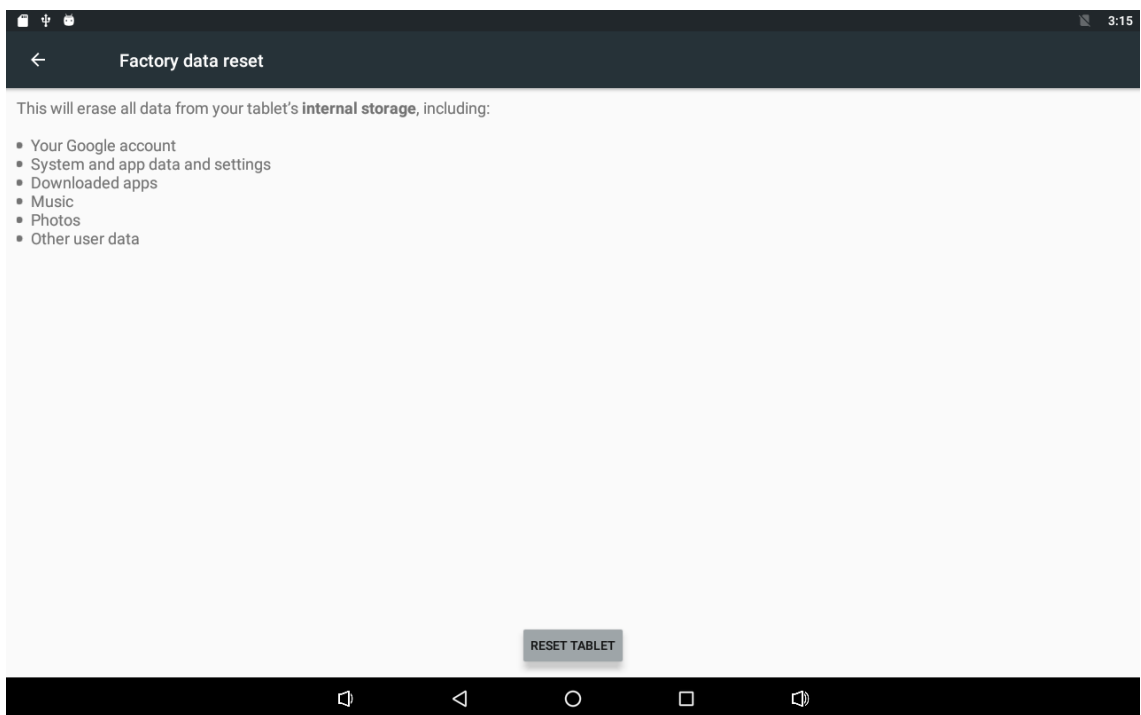 3:15
Factory data reset
This will erase all data from your tablet's internal storage, including:
• Your Google account
• System and app data and settings
• Downloaded apps
• Music
• Photos
• Other user data
RESET TABLET